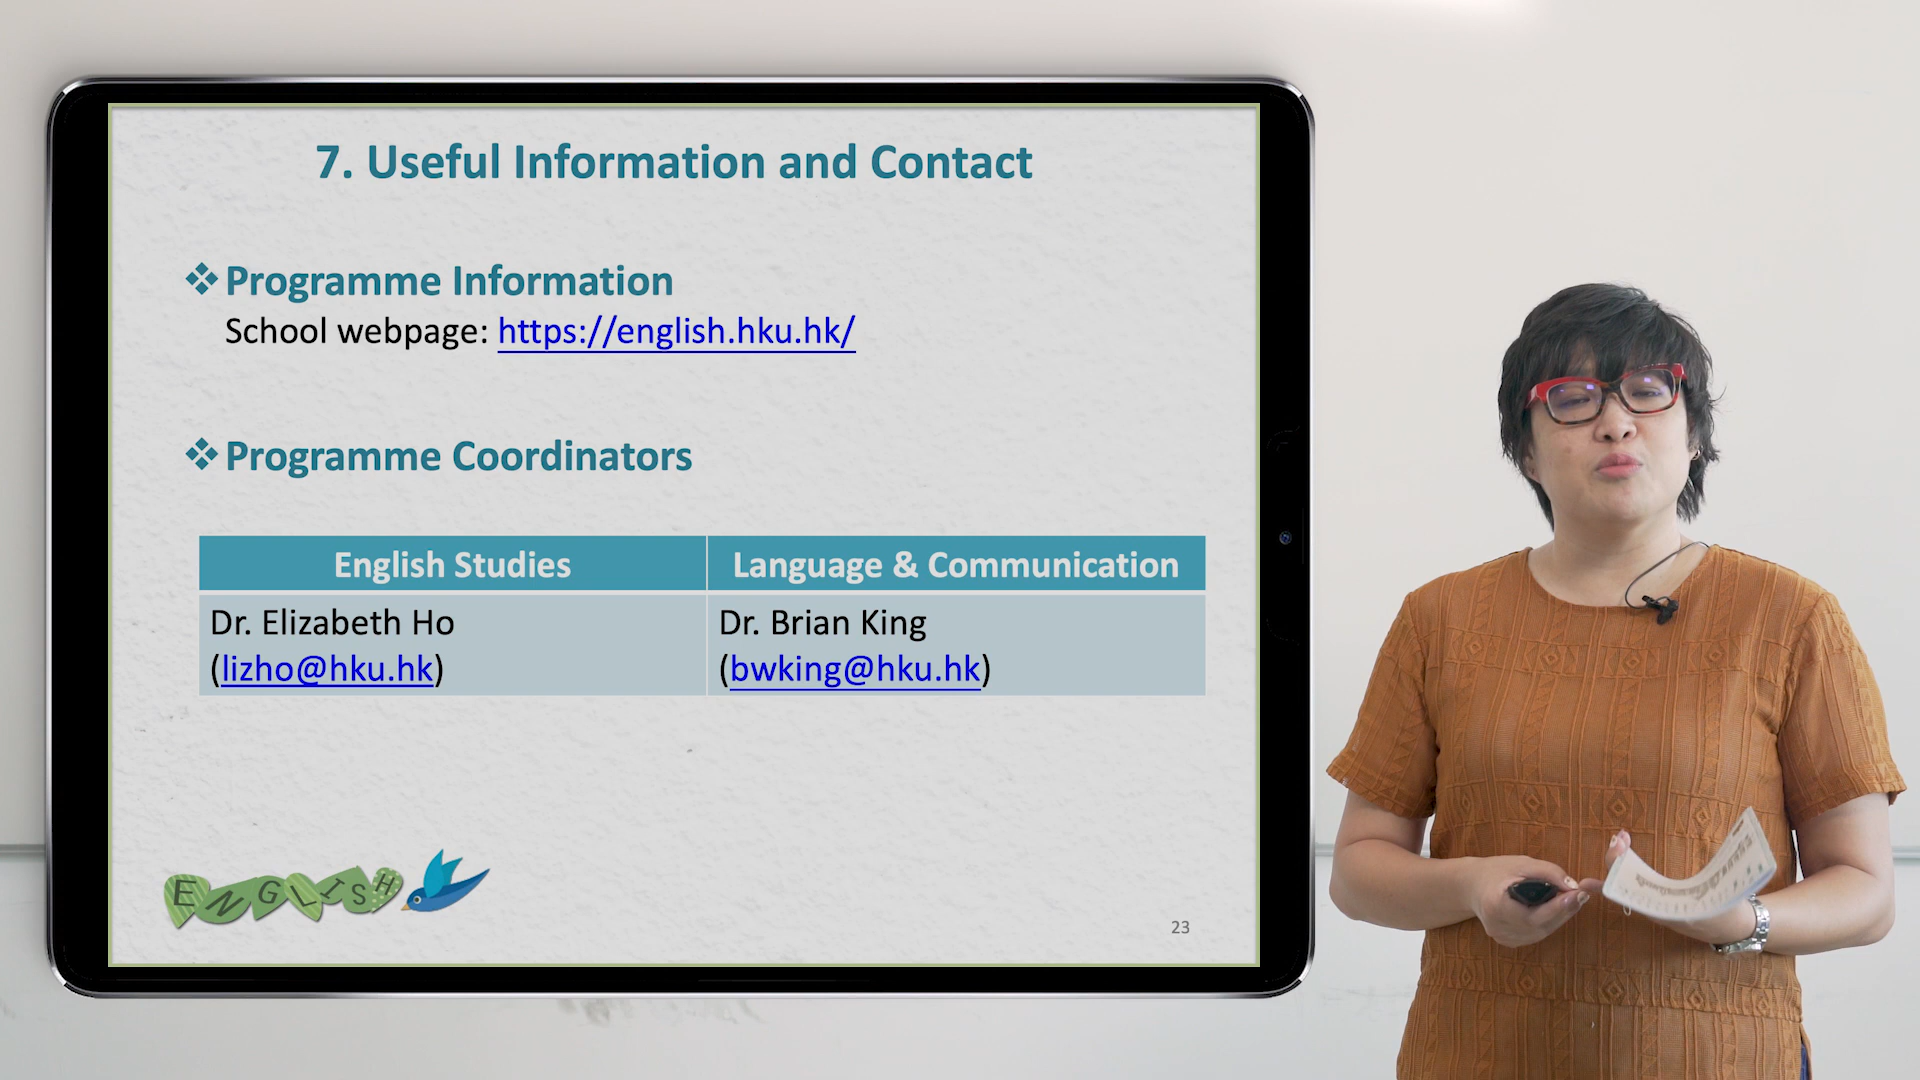 7. Useful Information and Contact
❖Programme Information
School webpage: https://english.hku.hk/
❖Programme Coordinators
English Studies
Language & Communication
Dr. Elizabeth Ho
(lizho@hku.hk)
Dr. Brian King
(bwking@hku.hk)
ENGLISH
23